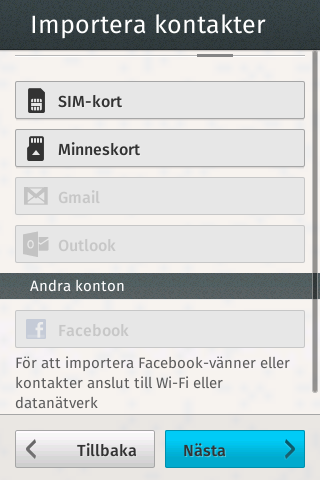 Importera kontakter
SIM-kort
Minneskort
Gmail
Outlook
Andra konton
Facebook
För att importera Facebook-vänner eller
kontakter anslut till Wi-Fi eller
datanätverk
Tillbaka
Nästa